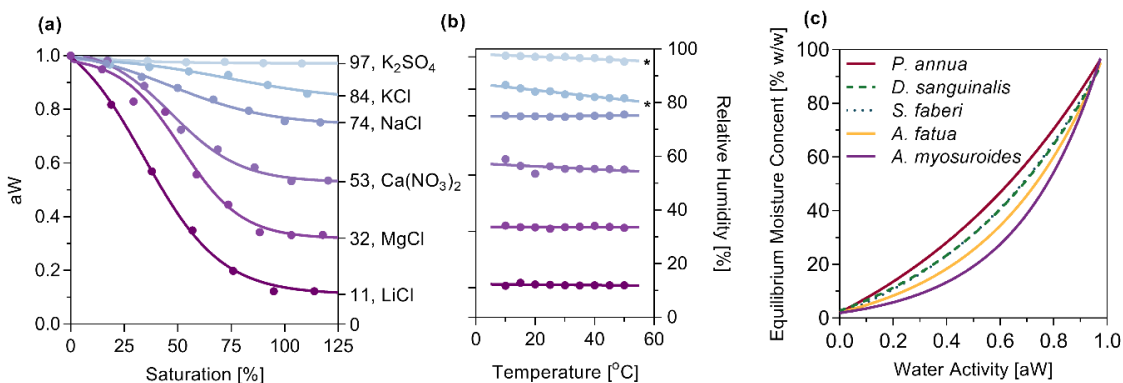 (a)
aW
1.0
0.8
0.6
0.4
0.2
0.0
0
25
50
75
100
125
Saturation [%]
97, K₂SO₄
84, KCl
74, NaCl
53, Ca(NO₃)₂
32, MgCl
11, LiCl
0
(b)
*
*
100
80
60
40
20
0
Relative Humidity [%]
0
20
40
60
Temperature [°C]
(c)
Equilibrium Moisture Concent [% w/w]
100
80
60
40
20
0
P. annua
D. sanguinalis
S. faberi
A. fatua
A. myosuroides
0.0
0.2
0.4
0.6
0.8
1.0
Water Activity [aW]